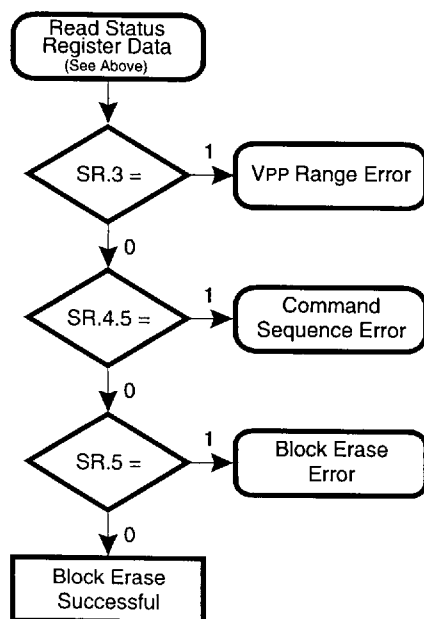 Read Status
Register Data
(See Above)
SR.3 =
1
VPP Range Error
0
SR.4.5 =
1
Command
Sequence Error
0
SR.5 =
1
Block Erase
Error
0
Block Erase
Successful